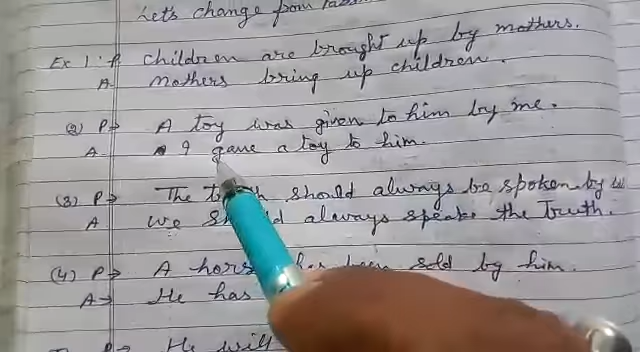 Let's change from
Ex 1: P. Children are brought up by mothers.
A. Mothers bring up children.
(2) P→ A toy was given to him by me.
A. I gave a toy to him.
(3) P→ The should always be spoken by
A We always speak the Truth.
(4) P→ A has been sold by him.
A→ He has
P→ He will